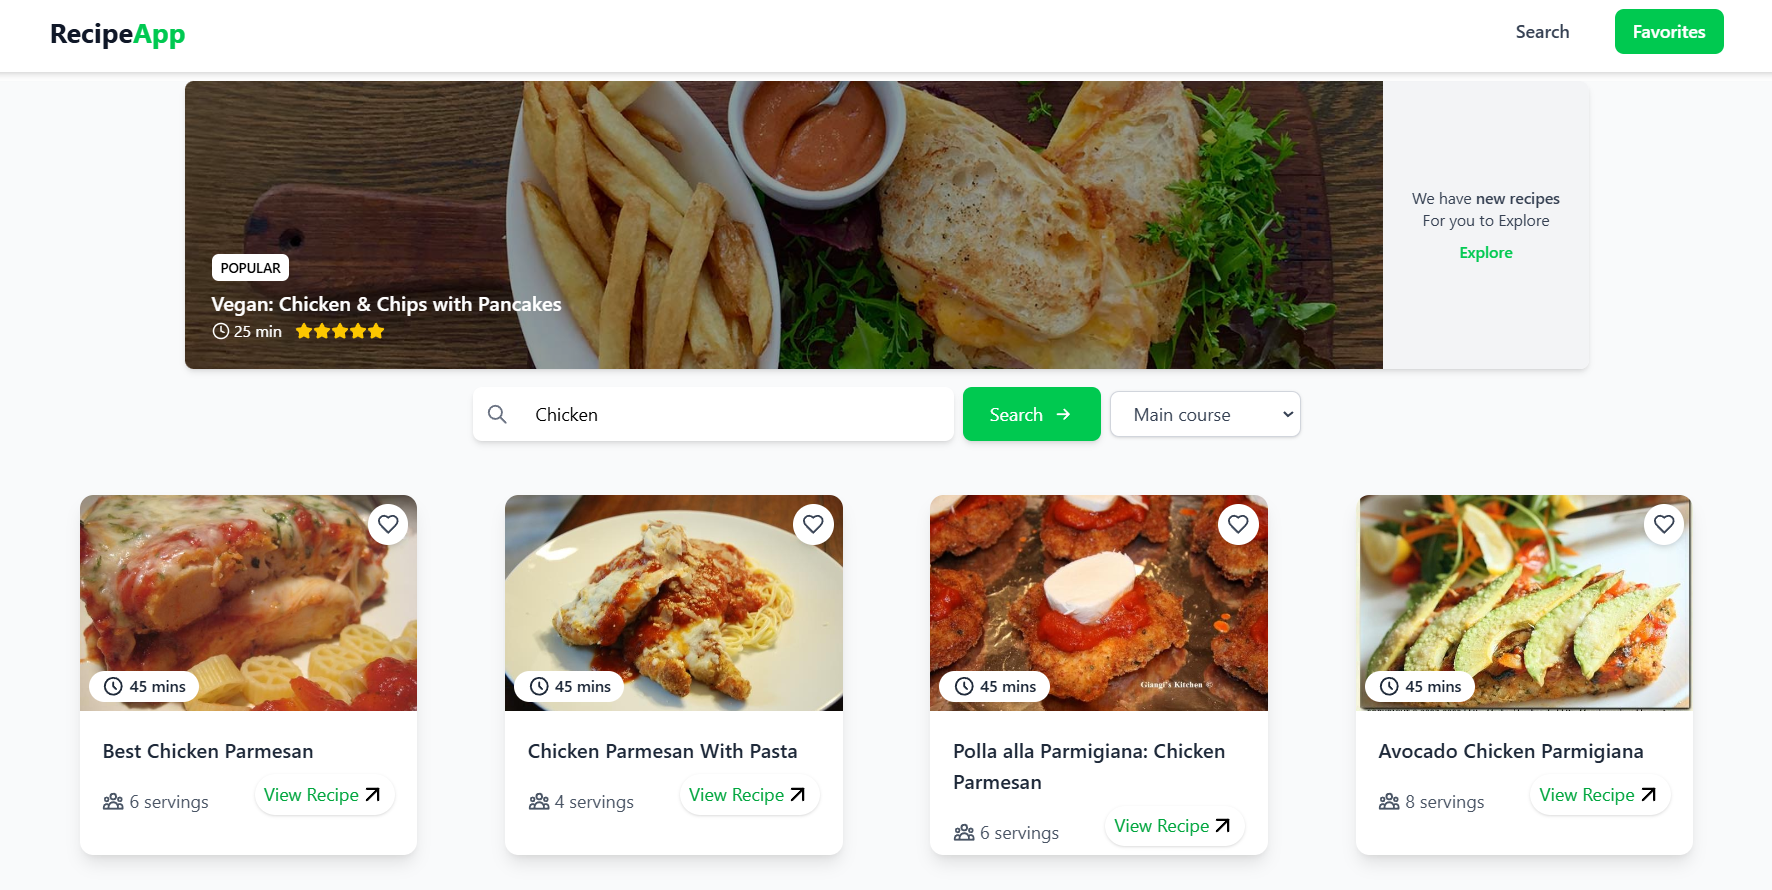 RecipeApp
Search
Favorites
POPULAR
Vegan: Chicken & Chips with Pancakes
25 min
We have new recipes
For you to Explore
Explore
Chicken
Search
Main course
45 mins
45 mins
45 mins
45 mins
Giangi's Kitchen ©
Best Chicken Parmesan
6 servings
View Recipe
Chicken Parmesan With Pasta
4 servings
View Recipe
Polla alla Parmigiana: Chicken
Parmesan
6 servings
View Recipe
Avocado Chicken Parmigiana
8 servings
View Recipe